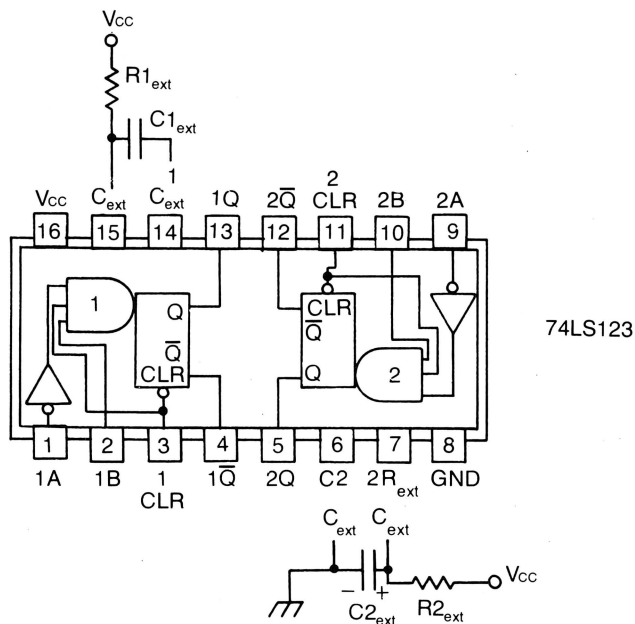 Vcc
R1ext
C1ext
1
2
Vcc Cext Cext 1Q 2Q̅ CLR 2B 2A
16 15 14 13 12 11 10 9
1 Q CLR
Q̅ Q̅
CLR Q 2
74LS123
1 2 3 4 5 6 7 8
1A 1B 1 1Q̅ 2Q C2 2Rext GND
CLR
Cext Cext
Vcc
− +
C2ext R2ext